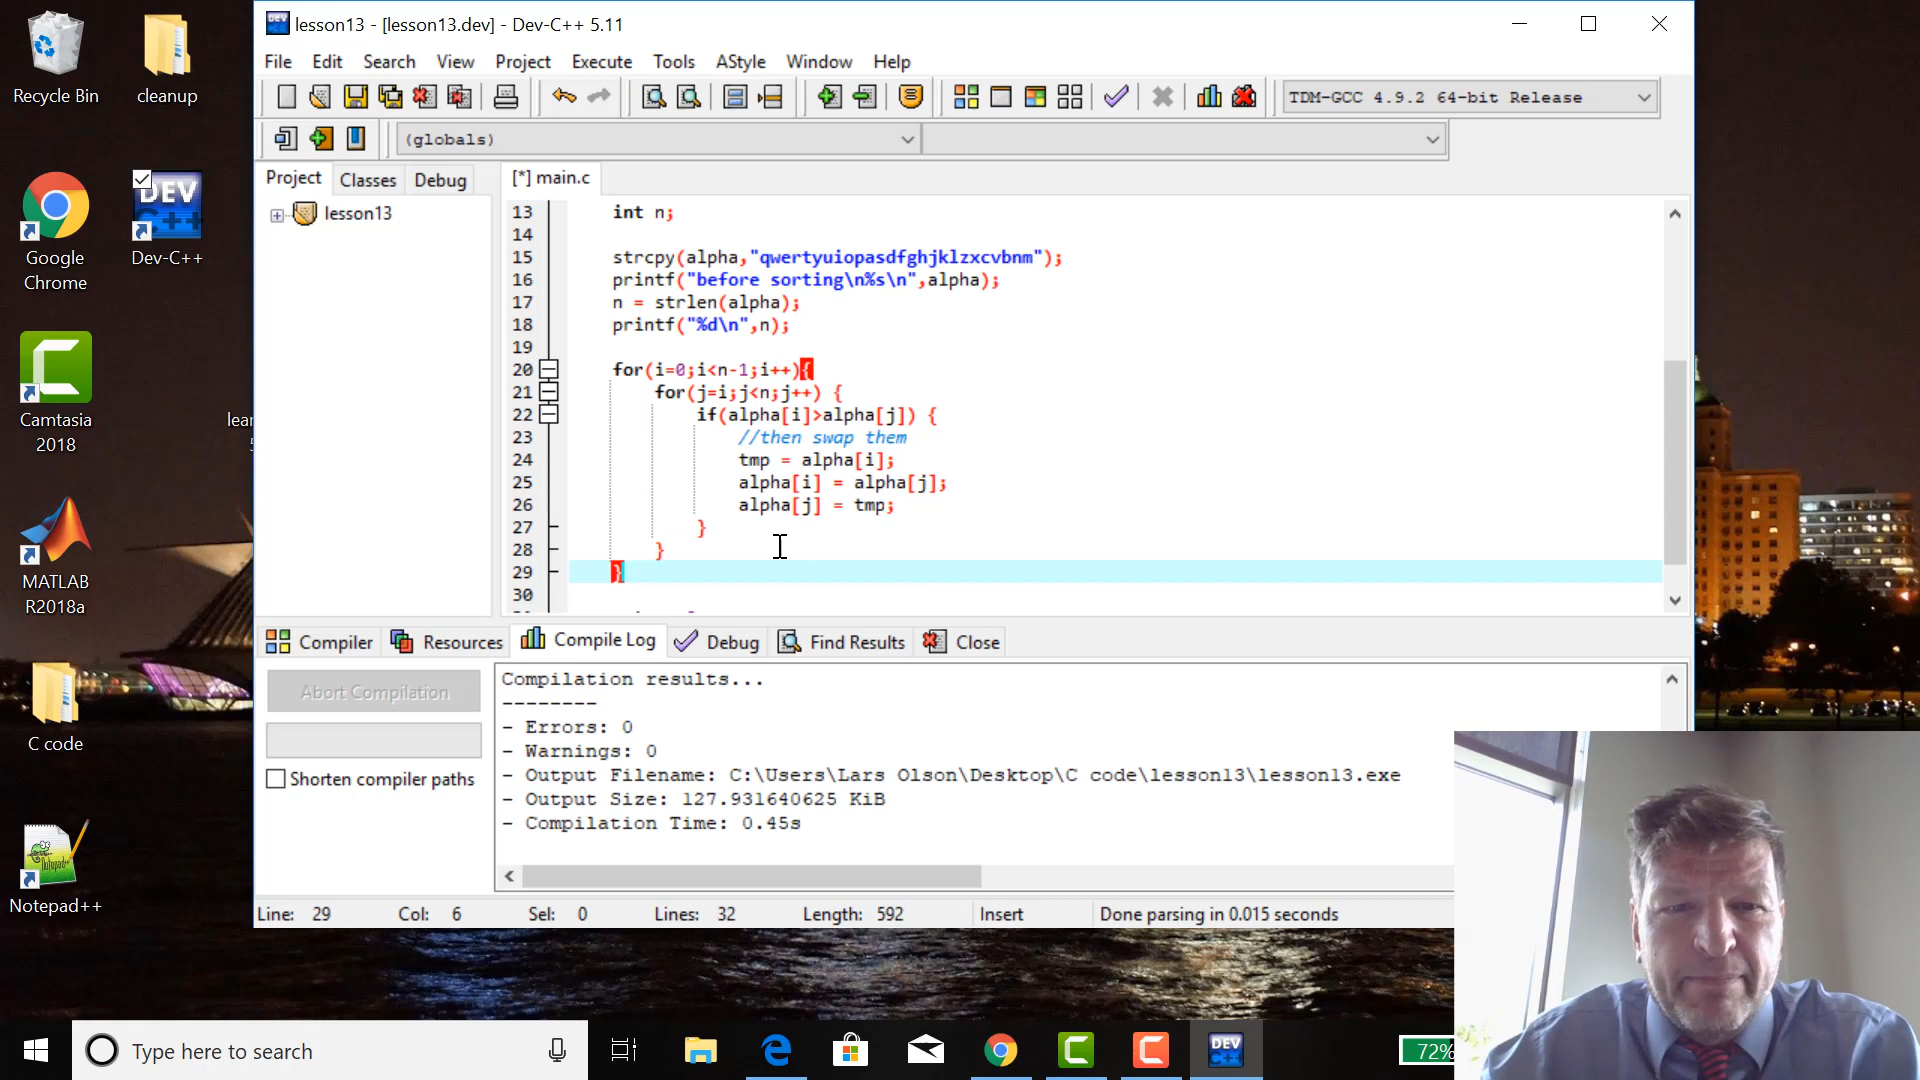 lesson13 - [lesson13.dev] - Dev-C++ 5.11
File Edit Search View Project Execute Tools AStyle Window Help
TDM-GCC 4.9.2 64-bit Release
(globals)
Project Classes Debug
[*] main.c
lesson13
13 int n;
14
15 strcpy(alpha,"qwertyuiopasdfghjklzxcvbnm");
16 printf("before sorting\n%s\n",alpha);
17 n = strlen(alpha);
18 printf("%d\n",n);
19
20 for(i=0;i<n-1;i++){
21 for(j=i;j<n;j++) {
22 if(alpha[i]>alpha[j]) {
23 //then swap them
24 tmp = alpha[i];
25 alpha[i] = alpha[j];
26 alpha[j] = tmp;
27 }
28 }
29 }
30
Compiler Resources Compile Log Debug Find Results Close
Abort Compilation
Shorten compiler paths
Compilation results...
--------
- Errors: 0
- Warnings: 0
- Output Filename: C:\Users\Lars Olson\Desktop\C code\lesson13\lesson13.exe
- Output Size: 127.931640625 KiB
- Compilation Time: 0.45s
Line: 29 Col: 6 Sel: 0 Lines: 32 Length: 592 Insert Done parsing in 0.015 seconds
Recycle Bin
cleanup
Google
Chrome
DEV
C++
Dev-C++
Camtasia
2018
lear
MATLAB
R2018a
C code
Notepad++
Type here to search
DEV
72%